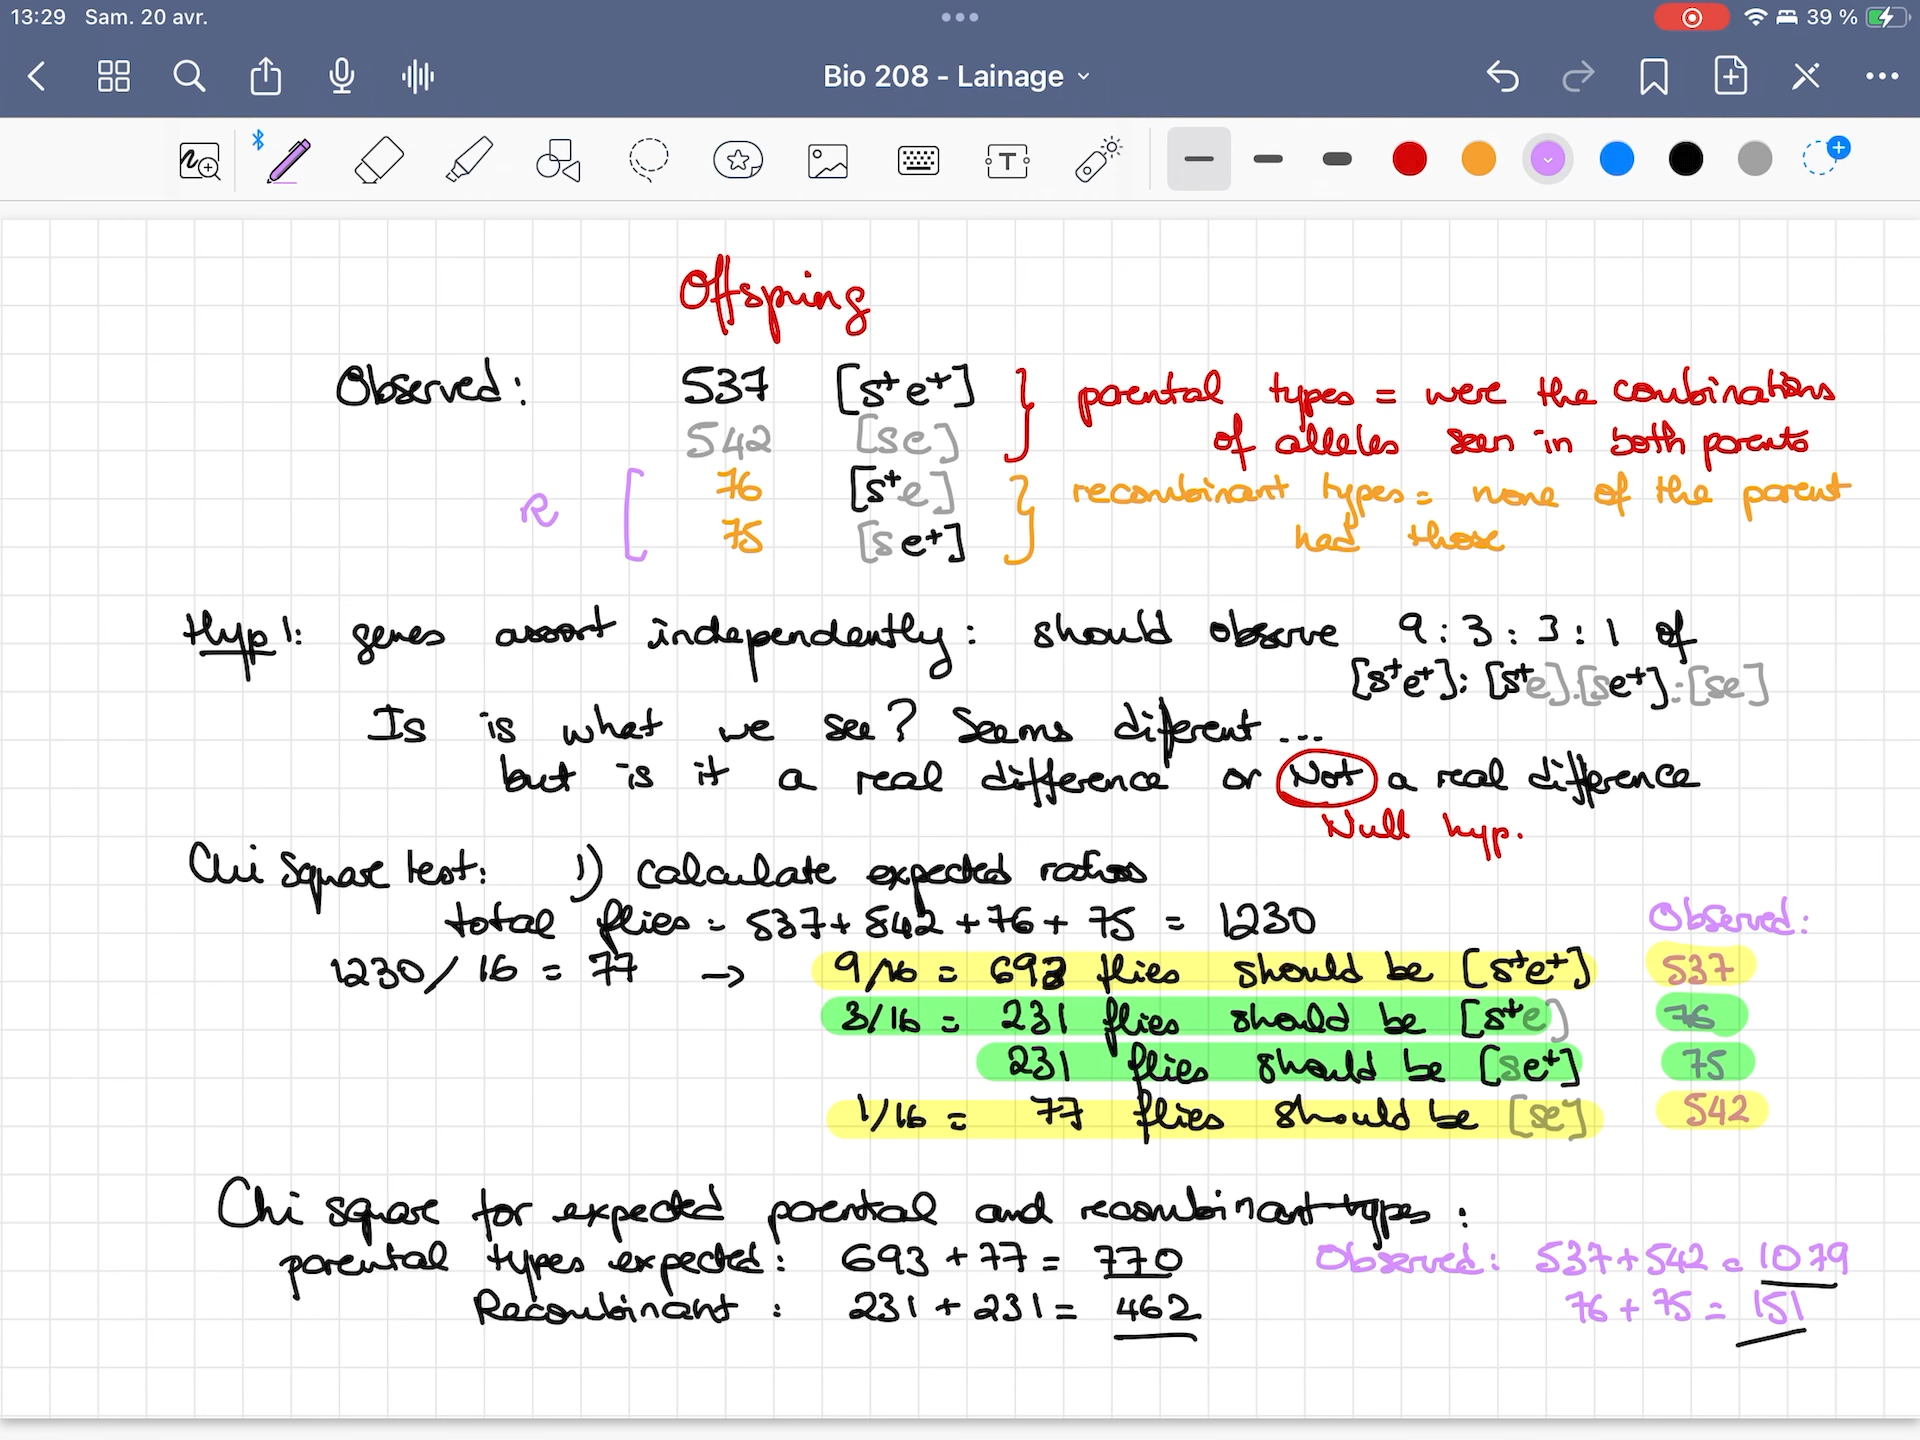 13:29 Sam. 20 avr.
39 %
Bio 208 - Lainage
T
Offspring
Observed: 537 [s+e+] } parental types = were the combinations
542 [se] of alleles seen in both parents
R [ 76 [s+e] } recombinant types = none of the parent
75 [se+] had those
Hyp 1: genes assort independently: should observe 9:3:3:1 of
[s+e+]: [s+e]:[se+]:[se]
Is is what we see? Seems diferent ...
but is it a real difference or Not a real difference
Null hyp.
Chi square test: 1) calculate expected ratios
total flies = 537+542+76+75 = 1230
Observed:
1230/16 = 77 → 9/16 = 693 flies should be [s+e+] 537
3/16 = 231 flies should be [s+e] 76
231 flies should be [se+] 75
1/16 = 77 flies should be [se] 542
Chi square for expected parental and recombinant types:
parental types expected: 693+77 = 770 Observed: 537+542 = 1079
Recombinant: 231+231 = 462 76+75 = 151